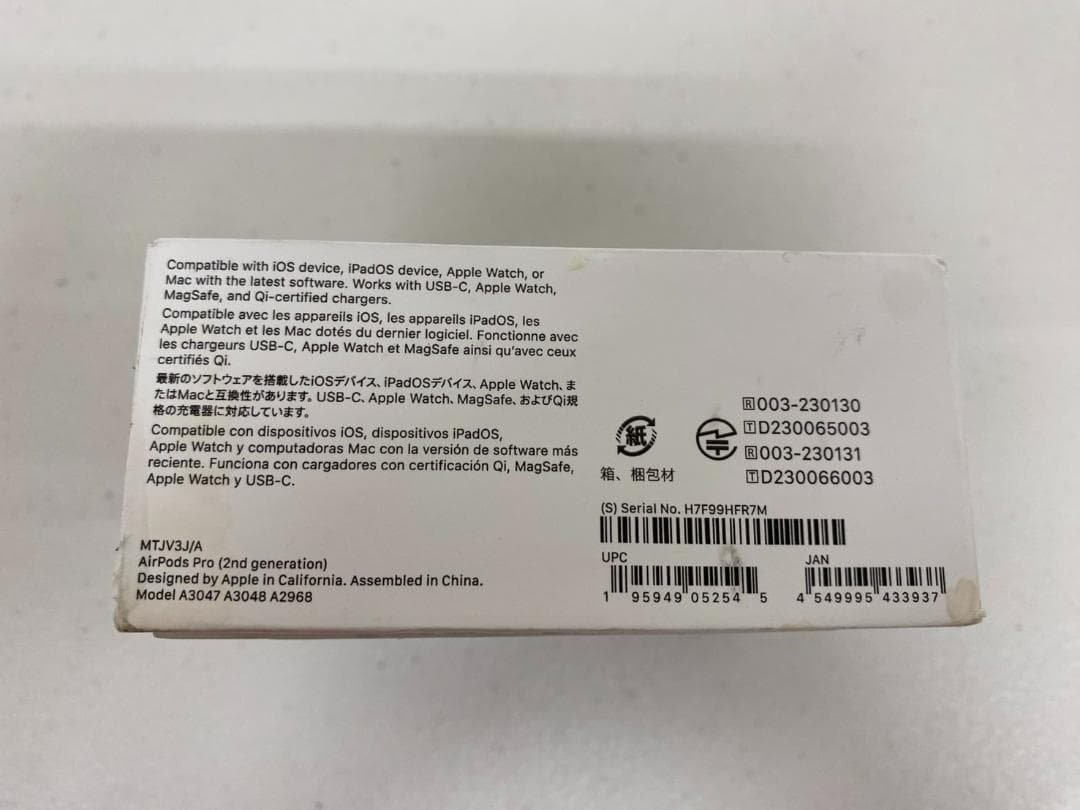 Compatible with iOS device, iPadOS device, Apple Watch, or
Mac with the latest software. Works with USB-C, Apple Watch,
MagSafe, and Qi-certified chargers.
Compatible avec les appareils iOS, les appareils iPadOS, les
Apple Watch et les Mac dotés du dernier logiciel. Fonctionne avec
les chargeurs USB-C, Apple Watch et MagSafe ainsi qu'avec ceux
certifiés Qi.
最新のソフトウェアを搭載したiOSデバイス、iPadOSデバイス、Apple Watch、ま
たはMacと互換性があります。USB-C、Apple Watch、MagSafe、およびQi規
格の充電器に対応しています。
Compatible con dispositivos iOS, dispositivos iPadOS,
Apple Watch y computadoras Mac con la versión de software más
reciente. Funciona con cargadores con certificación Qi, MagSafe,
Apple Watch y USB-C.
MTJV3J/A
AirPods Pro (2nd generation)
Designed by Apple in California. Assembled in China.
Model A3047 A3048 A2968
紙
箱、梱包材
R 003-230130
T D230065003
R 003-230131
T D230066003
(S) Serial No. H7F99HFR7M
UPC
1 95949 05254 5
JAN
4 549995 433937